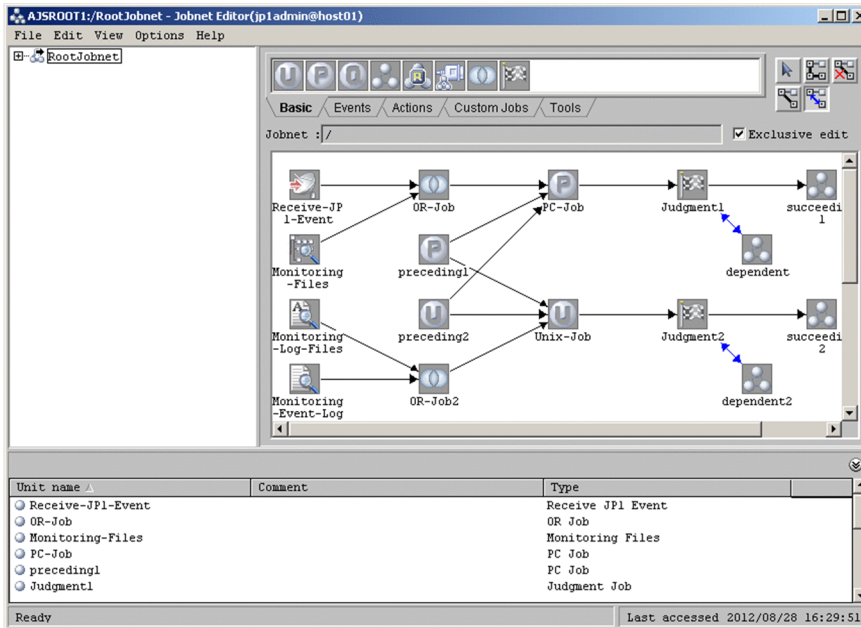 AJSROOT1:/RootJobnet - Jobnet Editor(jp1admin@host01)
File Edit View Options Help
RootJobnet
U P Q R
Basic Events Actions Custom Jobs Tools
Jobnet :/
Exclusive edit
Receive-JP1-Event
OR-Job
PC-Job
Judgment1
succeedi
1
Monitoring
-Files
preceding1
dependent
Monitoring
-Log-Files
preceding2
Unix-Job
Judgment2
succeedi
2
Monitoring
-Event-Log
OR-Job2
dependent2
Unit name Comment Type
Receive-JP1-Event Receive JP1 Event
OR-Job OR Job
Monitoring-Files Monitoring Files
PC-Job PC Job
preceding1 PC Job
Judgment1 Judgment Job
Ready Last accessed 2012/08/28 16:29:51